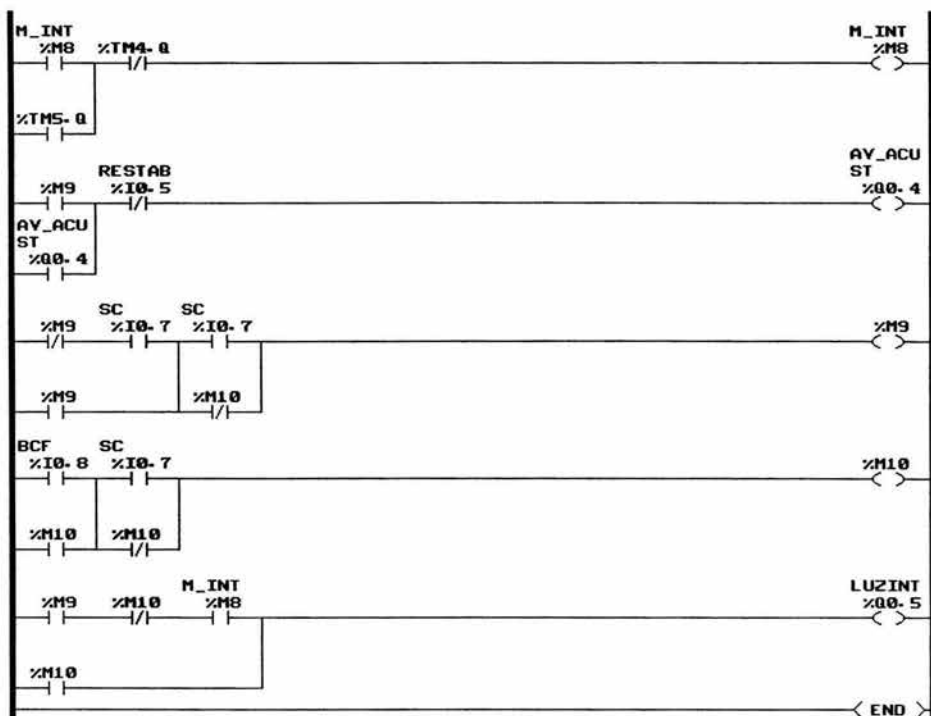 M_INT M_INT
%M8 %TM4.Q %M8
%TM5.Q
RESTAB AV_ACU
ST
%M9 %I0.5 %Q0.4
AV_ACU
ST
%Q0.4
SC SC
%M9 %I0.7 %I0.7 %M9
%M9 %M10
BCF SC
%I0.8 %I0.7 %M10
%M10 %M10
M_INT LUZINT
%M9 %M10 %M8 %Q0.5
%M10
END